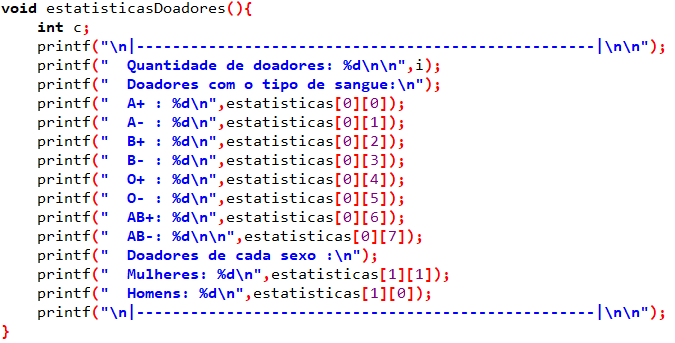 void estatisticasDoadores(){
    int c;
    printf("\n|---------------------------------------------------|\n\n");
    printf("  Quantidade de doadores: %d\n\n",i);
    printf("  Doadores com o tipo de sangue:\n");
    printf("  A+ : %d\n",estatisticas[0][0]);
    printf("  A- : %d\n",estatisticas[0][1]);
    printf("  B+ : %d\n",estatisticas[0][2]);
    printf("  B- : %d\n",estatisticas[0][3]);
    printf("  O+ : %d\n",estatisticas[0][4]);
    printf("  O- : %d\n",estatisticas[0][5]);
    printf("  AB+: %d\n",estatisticas[0][6]);
    printf("  AB-: %d\n\n",estatisticas[0][7]);
    printf("  Doadores de cada sexo :\n");
    printf("  Mulheres: %d\n",estatisticas[1][1]);
    printf("  Homens: %d\n",estatisticas[1][0]);
    printf("\n|---------------------------------------------------|\n\n");
}